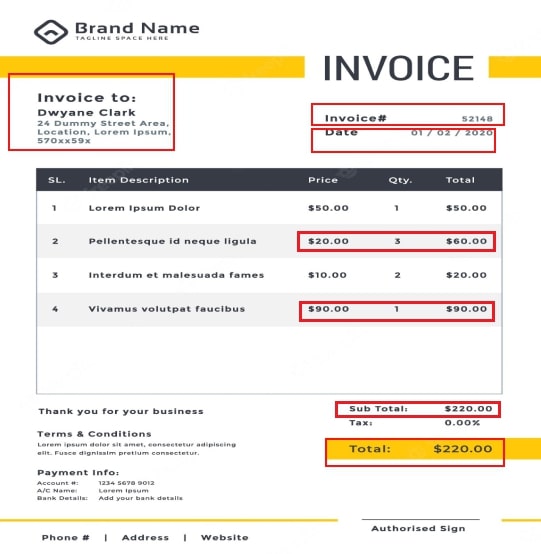 Brand Name
TAGLINE SPACE HERE
INVOICE
Invoice to:
Dwyane Clark
24 Dummy Street Area,
Location, Lorem Ipsum,
570xx59x
Invoice# 52148
Date 01 / 02 / 2020
SL. Item Description Price Qty. Total
1 Lorem Ipsum Dolor $50.00 1 $50.00
2 Pellentesque id neque ligula $20.00 3 $60.00
3 Interdum et malesuada fames $10.00 2 $20.00
4 Vivamus volutpat faucibus $90.00 1 $90.00
Sub Total: $220.00
Tax: 0.00%
Total: $220.00
Thank you for your business
Terms & Conditions
Lorem ipsum dolor sit amet, consectetur adipiscing
elit. Fusce dignissim pretium consectetur.
Payment Info:
Account #: 1234 5678 9012
A/C Name: Lorem Ipsum
Bank Details: Add your bank details
Authorised Sign
Phone # | Address | Website